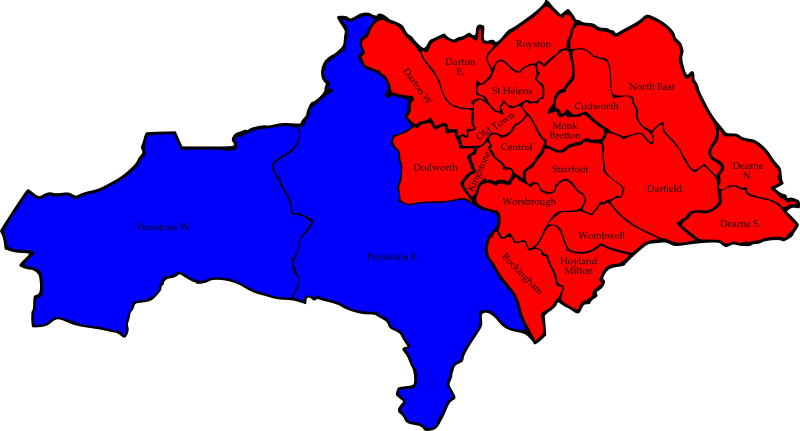 Royston
Darton
E.
Darton W.
St Helens
North East
Cudworth
Old Town
Monk
Bretton
Central
Dodworth
Kingstone
Stairfoot
Dearne
N.
Darfield
Worsbrough
Penistone W.
Dearne S.
Wombwell
Penistone E.
Rockingham
Hoyland
Milton